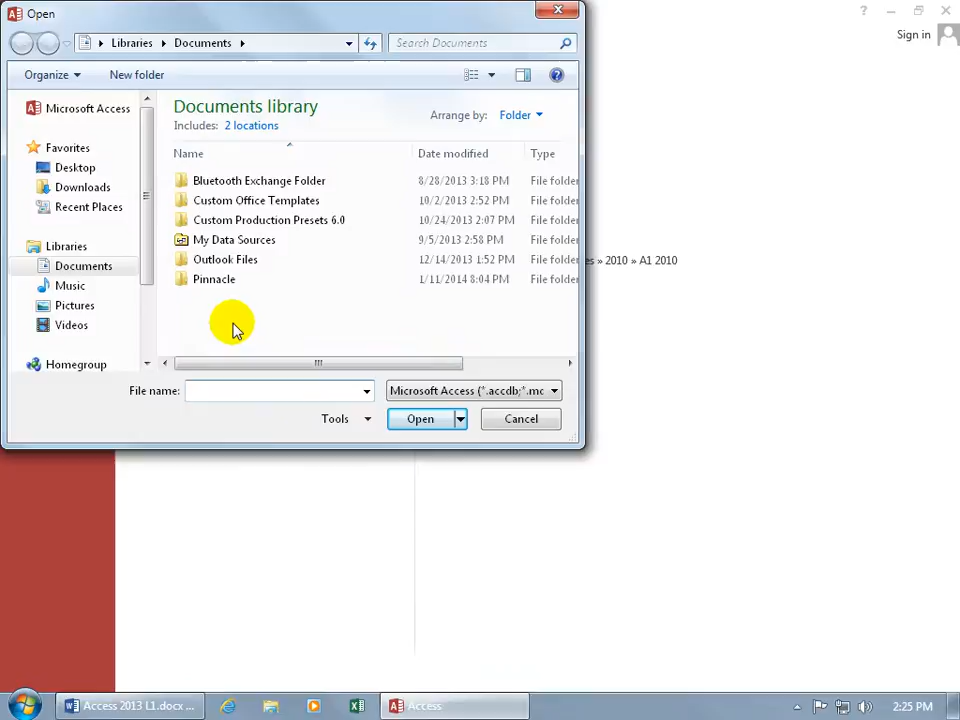 Open
Sign in
Libraries
Documents
Search Documents
Organize
New folder
Microsoft Access
Documents library
Includes: 2 locations
Arrange by: Folder
Name
Date modified
Type
Favorites
Desktop
Downloads
Recent Places
Libraries
Documents
Music
Pictures
Videos
Homegroup
Bluetooth Exchange Folder 8/28/2013 3:18 PM File folder
Custom Office Templates 10/2/2013 2:52 PM File folder
Custom Production Presets 6.0 10/24/2013 2:07 PM File folder
My Data Sources 9/5/2013 2:58 PM File folder
Outlook Files 12/14/2013 1:52 PM File folder
Pinnacle 1/11/2014 8:04 PM File folder
» 2010 » A1 2010
File name:
Microsoft Access (*.accdb;*.mc
Tools
Open
Cancel
Access 2013 L1.docx ...
Access
2:25 PM